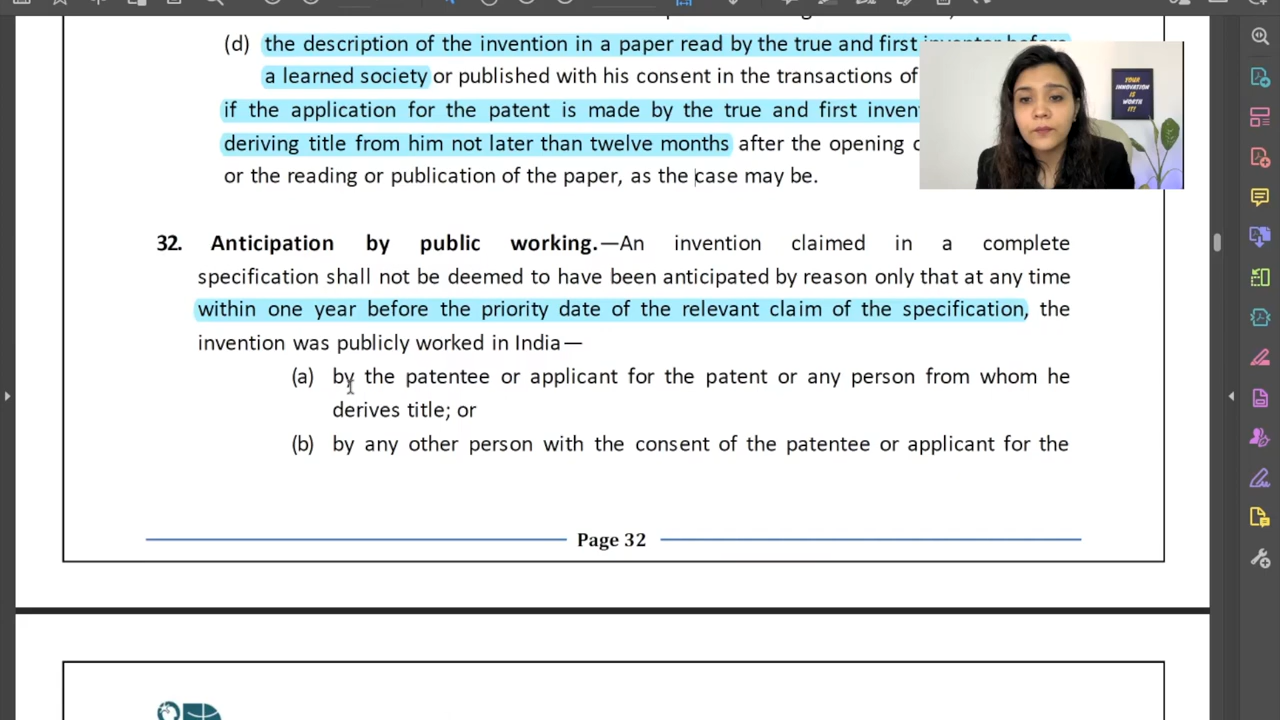 (d) the description of the invention in a paper read by the true and first inventor before
a learned society or published with his consent in the transactions of
if the application for the patent is made by the true and first
deriving title from him not later than twelve months after the opening
or the reading or publication of the paper, as the case may be.
YOUR
INNOVATION
IS
WORTH
IT!
32. Anticipation by public working.—An invention claimed in a complete
specification shall not be deemed to have been anticipated by reason only that at any time
within one year before the priority date of the relevant claim of the specification, the
invention was publicly worked in India—
(a) by the patentee or applicant for the patent or any person from whom he
derives title; or
(b) by any other person with the consent of the patentee or applicant for the
Page 32